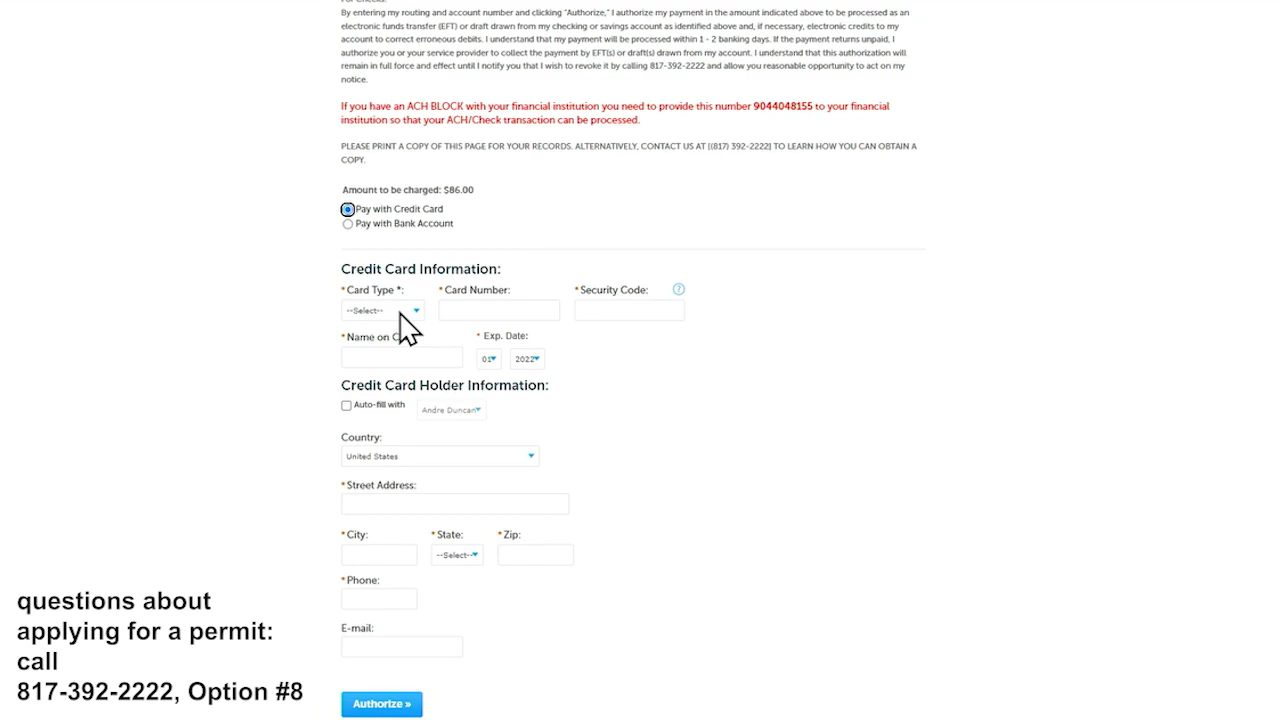 For Checks:
By entering my routing and account number and clicking "Authorize," I authorize my payment in the amount indicated above to be processed as an
electronic funds transfer (EFT) or draft drawn from my checking or savings account as identified above and, if necessary, electronic credits to my
account to correct erroneous debits. I understand that my payment will be processed within 1 - 2 banking days. If the payment returns unpaid, I
authorize you or your service provider to collect the payment by EFT(s) or draft(s) drawn from my account. I understand that this authorization will
remain in full force and effect until I notify you that I wish to revoke it by calling 817-392-2222 and allow you reasonable opportunity to act on my
notice.
If you have an ACH BLOCK with your financial institution you need to provide this number 9044048155 to your financial
institution so that your ACH/Check transaction can be processed.
PLEASE PRINT A COPY OF THIS PAGE FOR YOUR RECORDS. ALTERNATIVELY, CONTACT US AT [(817) 392-2222] TO LEARN HOW YOU CAN OBTAIN A
COPY.
Amount to be charged: $86.00
Pay with Credit Card
Pay with Bank Account
Credit Card Information:
*Card Type *: *Card Number: *Security Code: ?
--Select--
*Name on * Exp. Date:
01 2022
Credit Card Holder Information:
Auto-fill with Andre Duncan
Country:
United States
*Street Address:
*City: *State: *Zip:
--Select--
*Phone:
E-mail:
Authorize »
questions about
applying for a permit:
call
817-392-2222, Option #8